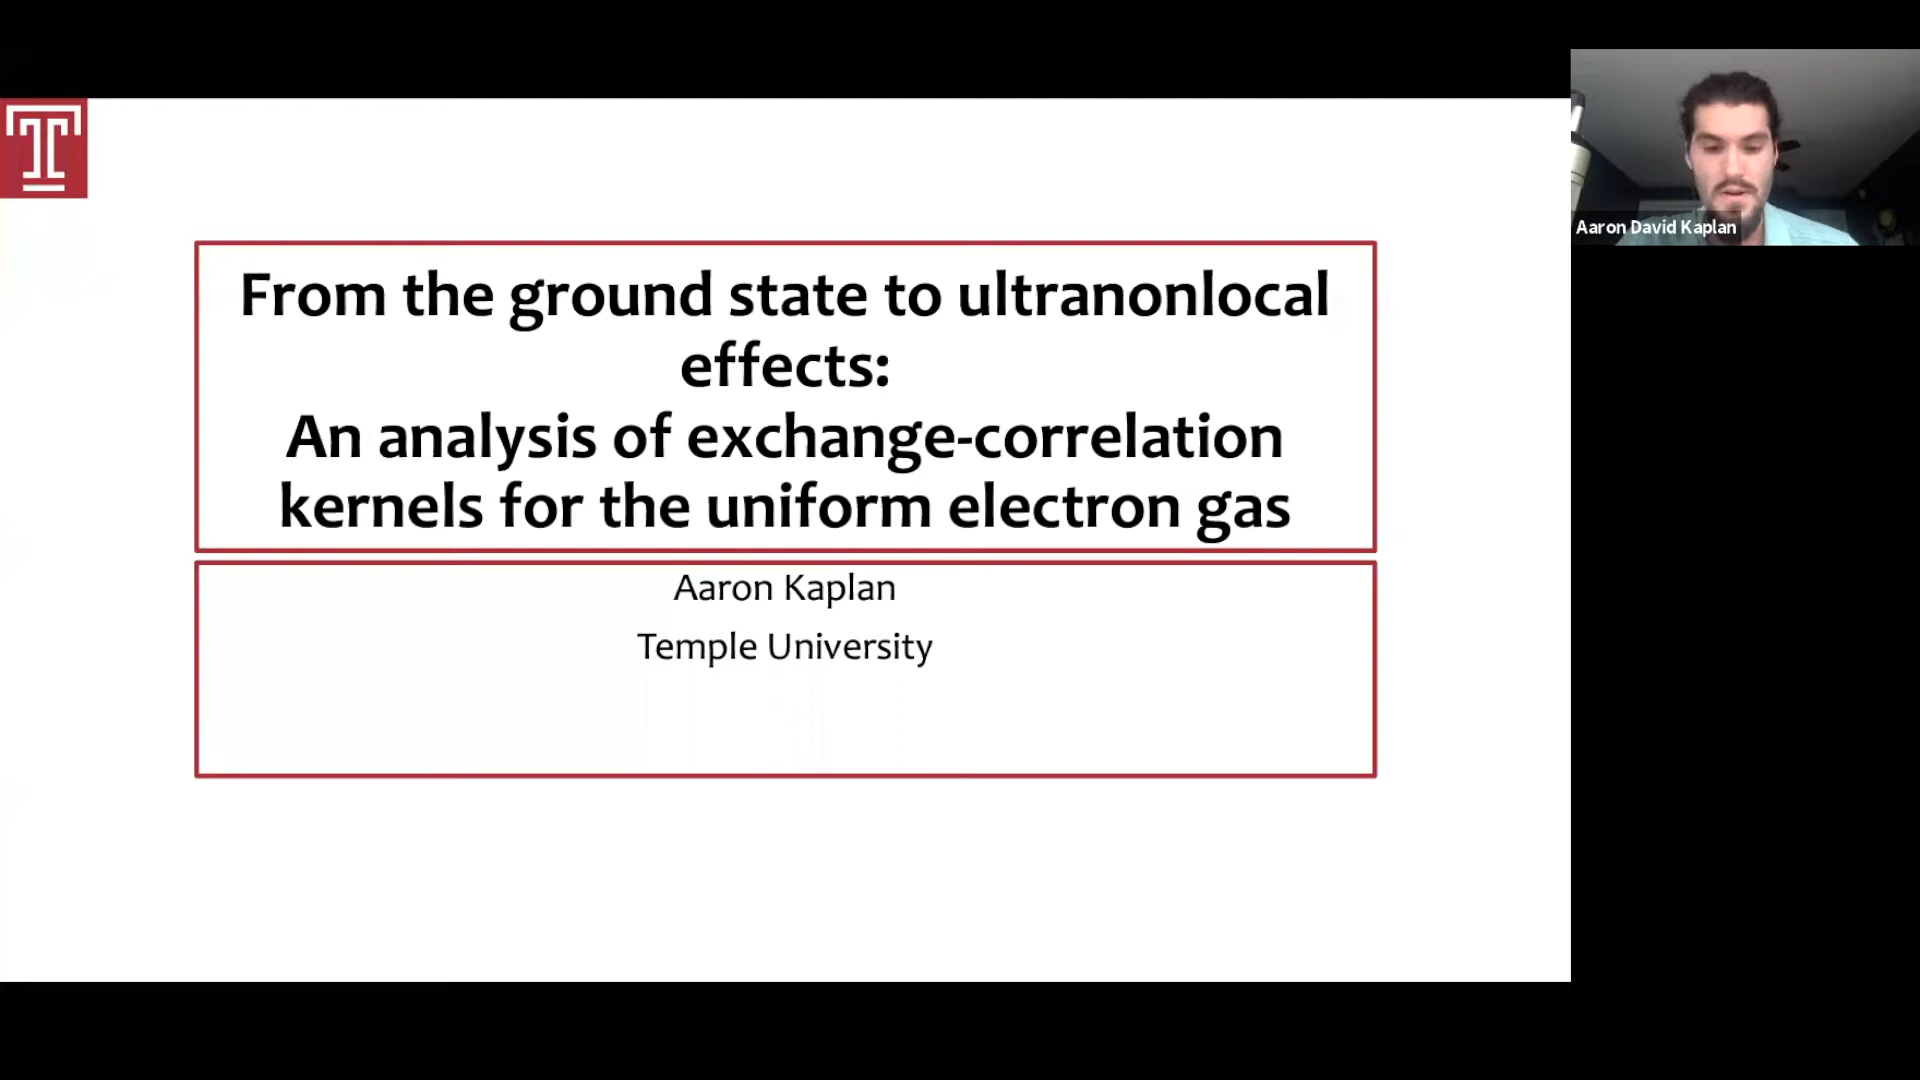 From the ground state to ultranonlocal
effects:
An analysis of exchange-correlation
kernels for the uniform electron gas
Aaron Kaplan
Temple University
Aaron David Kaplan